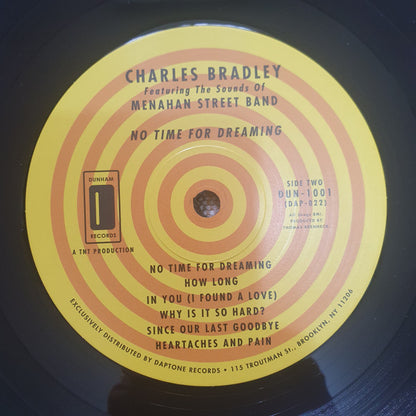 CHARLES BRADLEY
Featuring The Sounds Of
MENAHAN STREET BAND
NO TIME FOR DREAMING
DUNHAM
RECORDS
A TNT PRODUCTION
SIDE TWO
DUN-1001
(DAP-022)
All Songs BMI.
PRODUCED BY
THOMAS BRENNECK.
NO TIME FOR DREAMING
HOW LONG
IN YOU (I FOUND A LOVE)
WHY IS IT SO HARD?
SINCE OUR LAST GOODBYE
HEARTACHES AND PAIN
EXCLUSIVELY DISTRIBUTED BY DAPTONE RECORDS • 115 TROUTMAN St., BROOKLYN, NY 11206